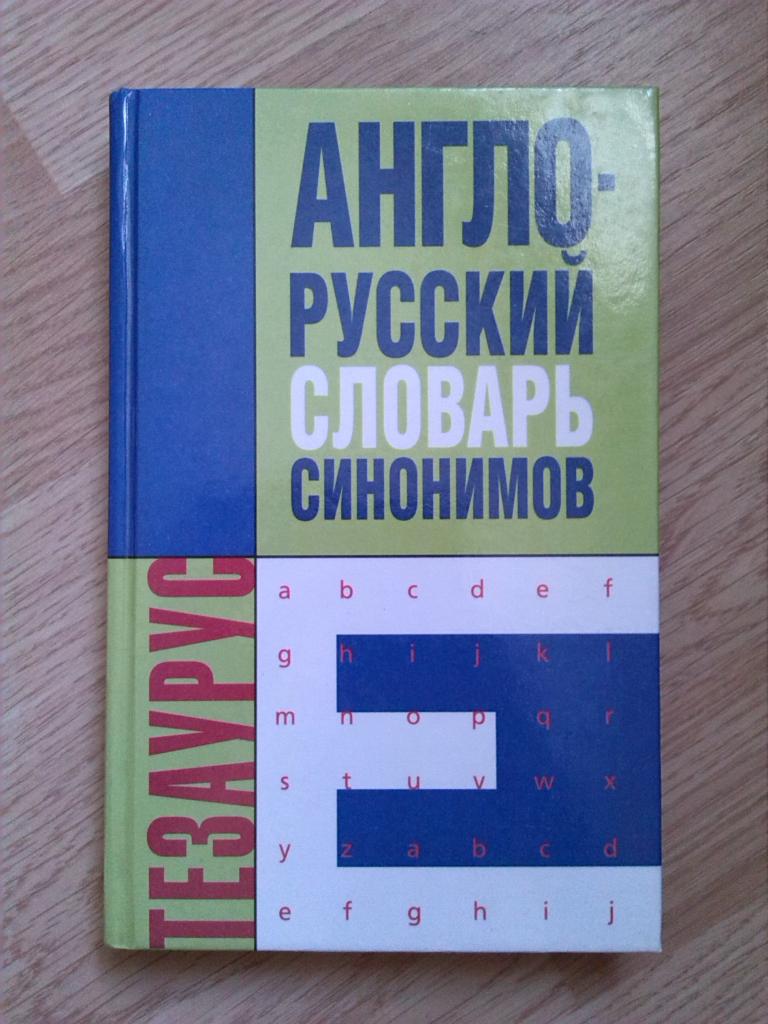 АНГЛО-
РУССКИЙ
СЛОВАРЬ
СИНОНИМОВ
ТЕЗАУРУС
a b c d e f
g h i j k l
m n o p q r
s t u v w x
y z a b c d
e f g h i j